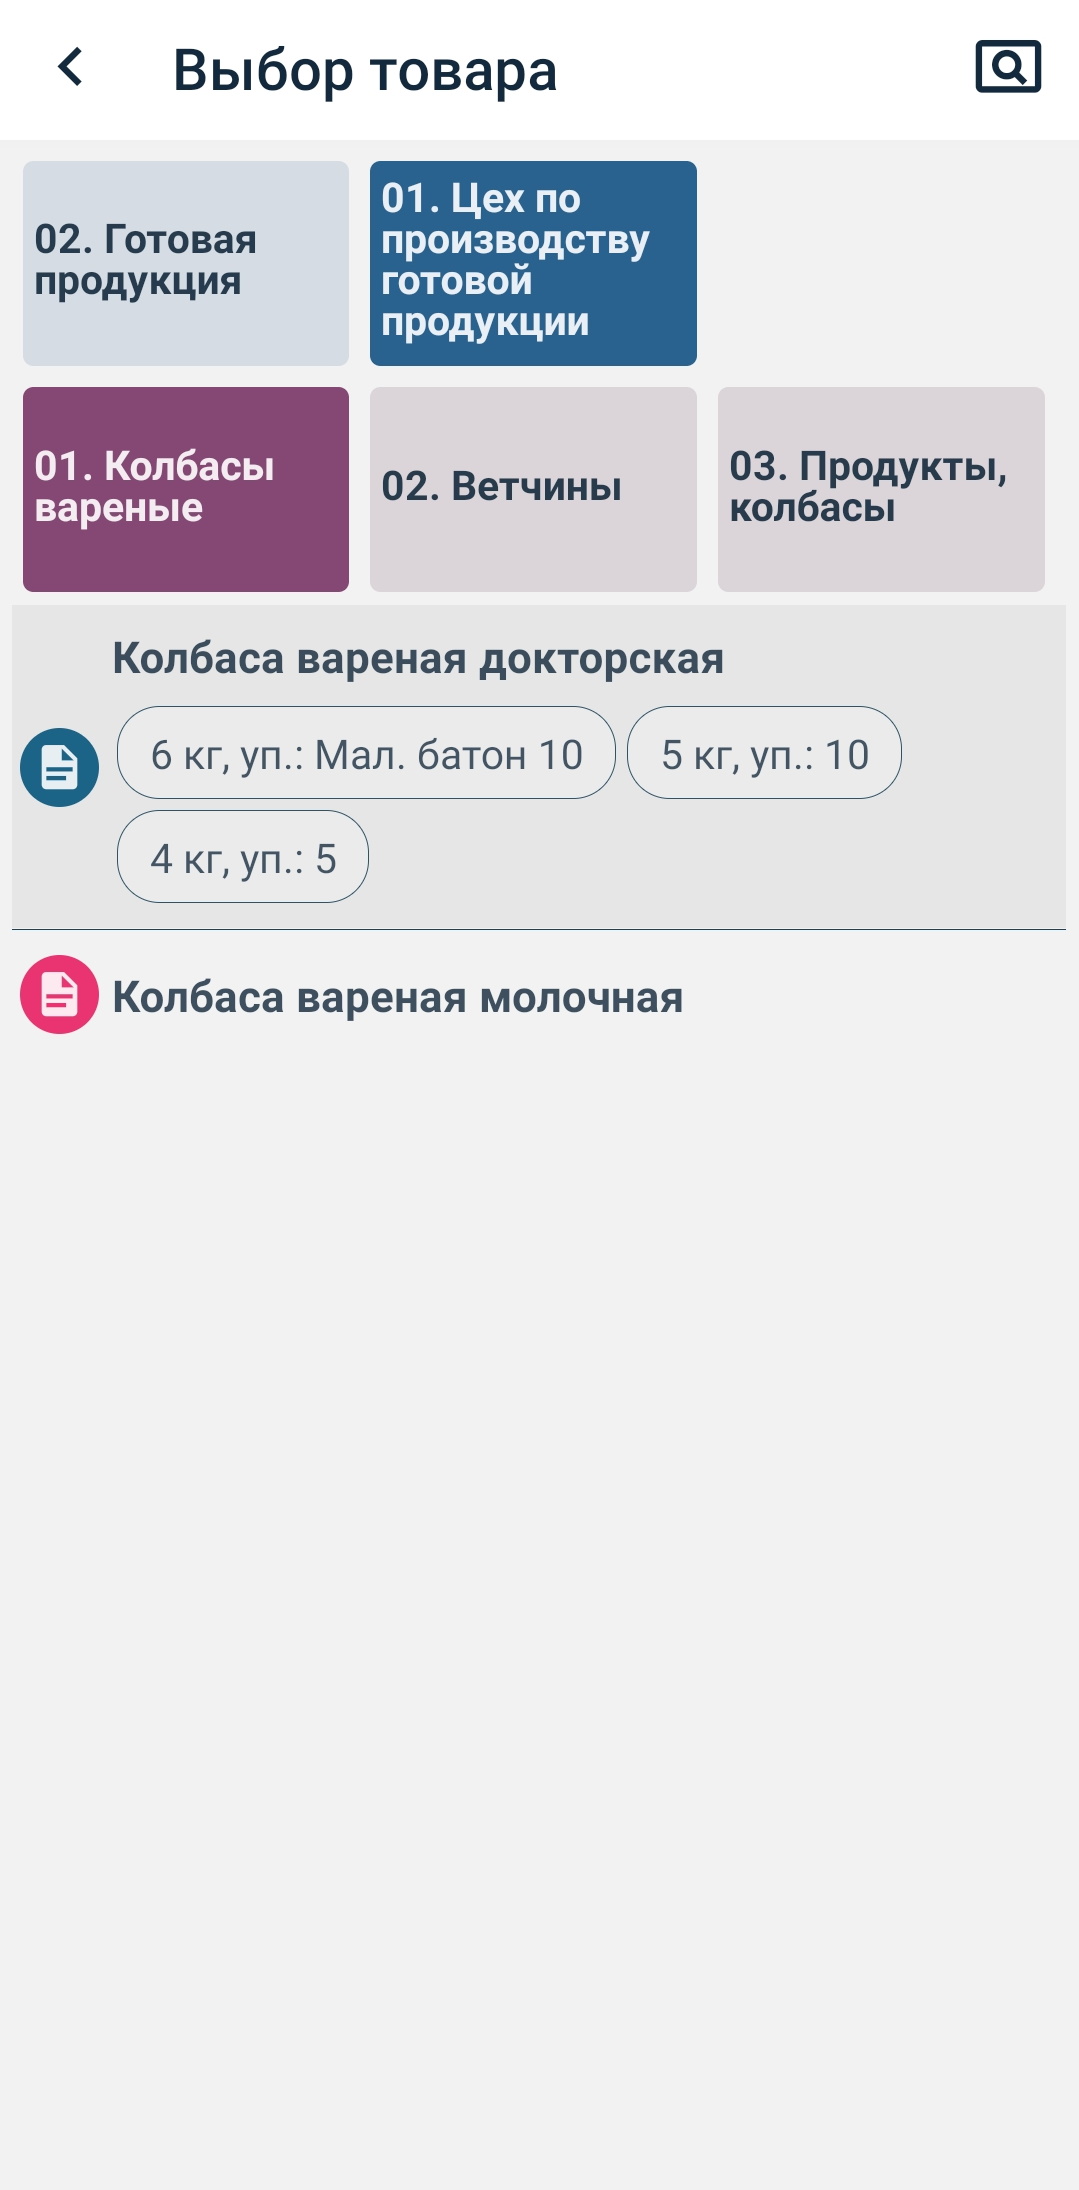 Выбор товара
02. Готовая
продукция
01. Цех по
производству
готовой
продукции
01. Колбасы
вареные
02. Ветчины
03. Продукты,
колбасы
Колбаса вареная докторская
6 кг, уп.: Мал. батон 10
5 кг, уп.: 10
4 кг, уп.: 5
Колбаса вареная молочная